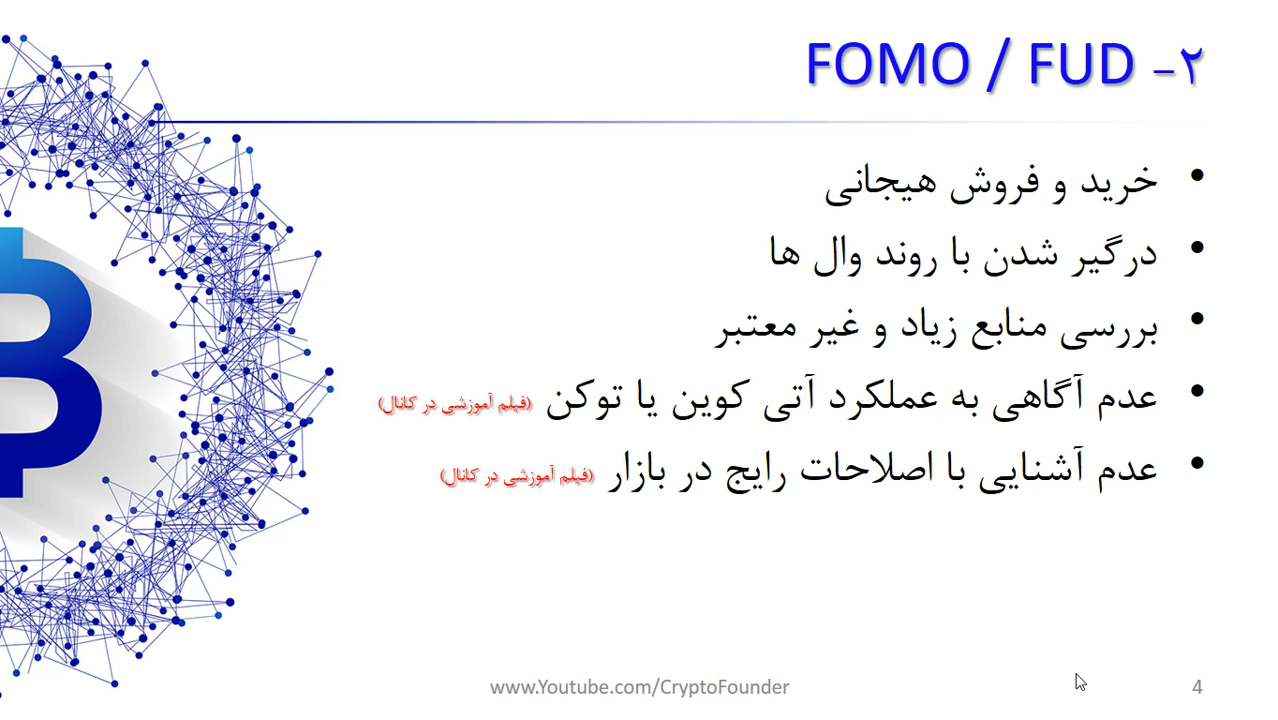 ۲- FOMO / FUD
• خرید و فروش هیجانی
• درگیر شدن با روند وال ها
• بررسی منابع زیاد و غیر معتبر
• عدم آگاهی به عملکرد آتی کوین یا توکن (فیلم آموزشی در کانال)
• عدم آشنایی با اصلاحات رایج در بازار (فیلم آموزشی در کانال)
www.Youtube.com/CryptoFounder
4